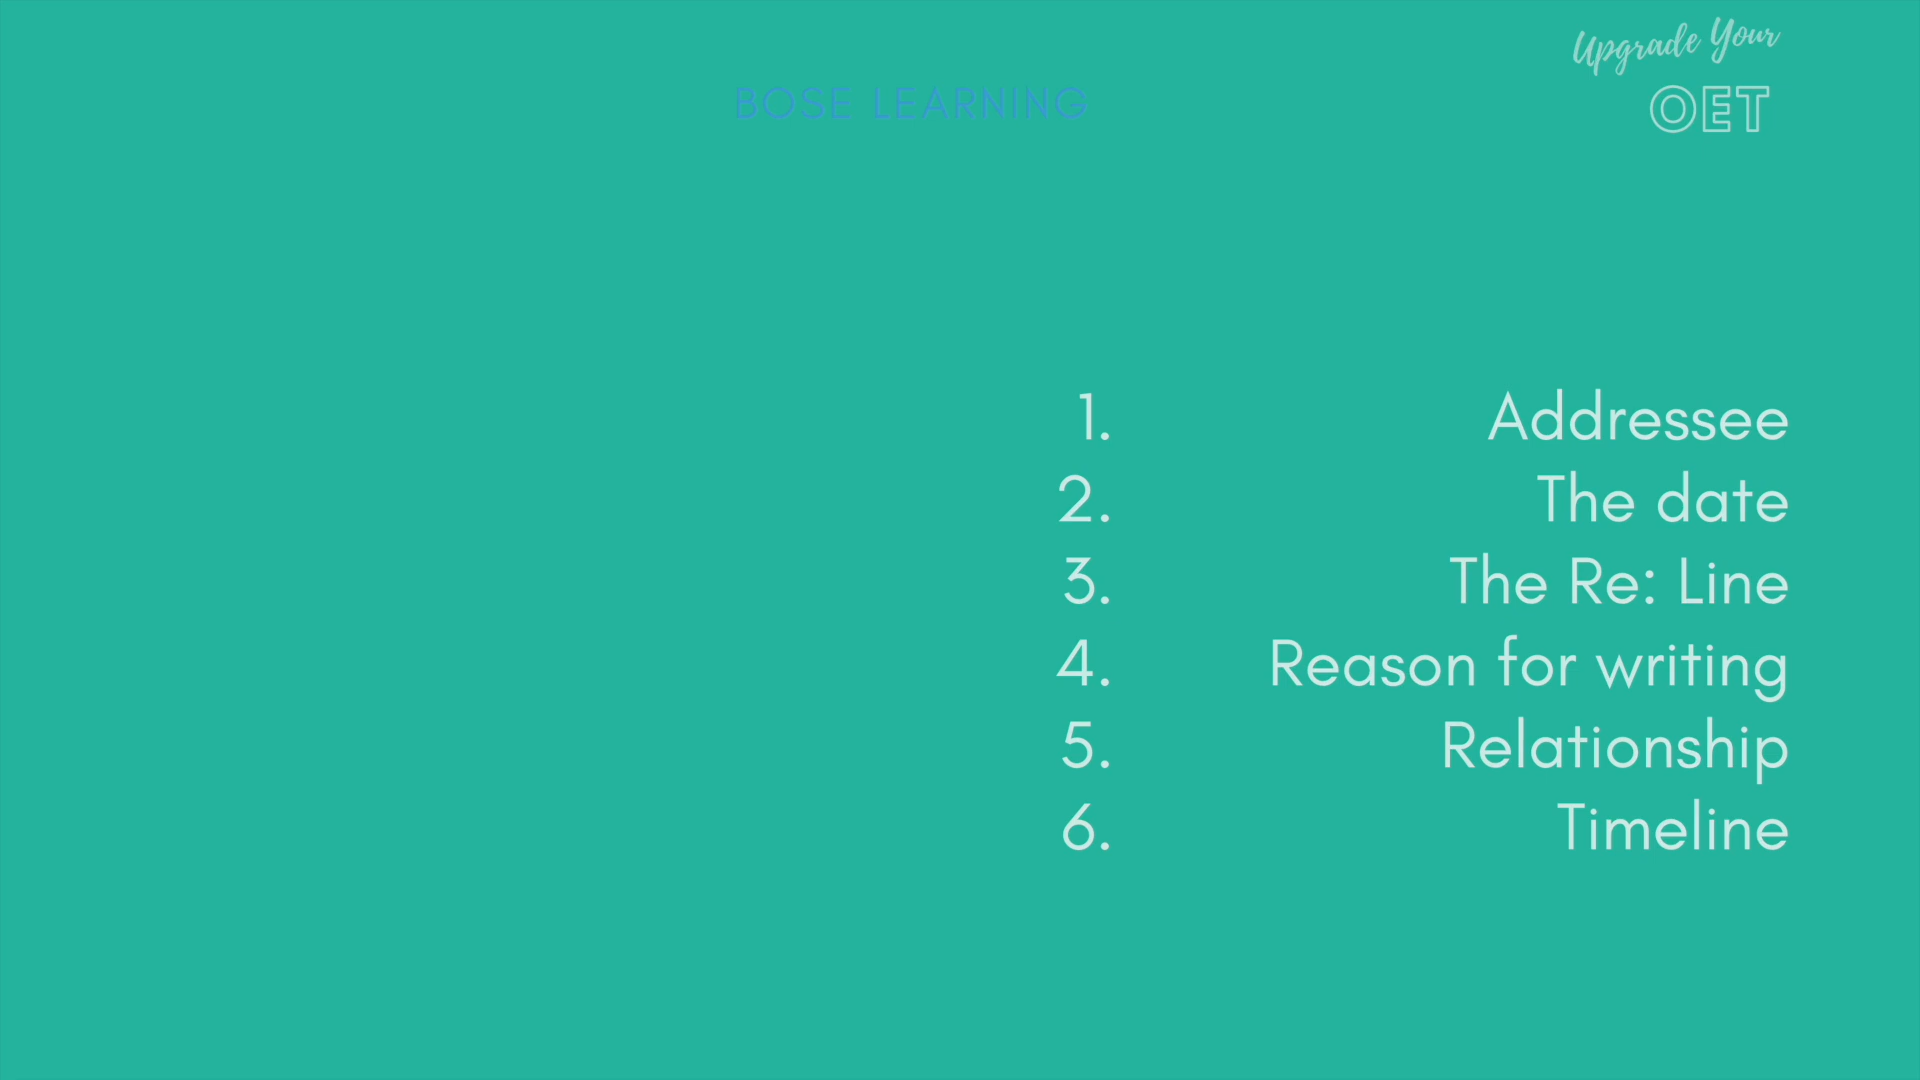 Upgrade Your
BOSE LEARNING
OET
1. Addressee
2. The date
3. The Re: Line
4. Reason for writing
5. Relationship
6. Timeline